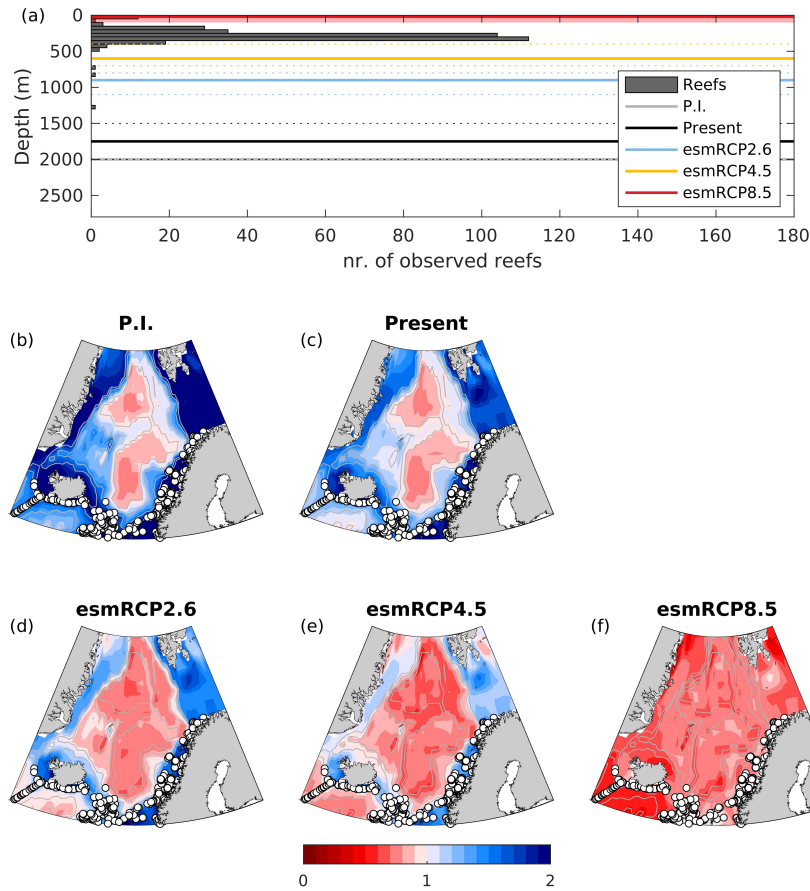 (a)
0
500
1000
1500
2000
2500
Depth (m)
Reefs
P.I.
Present
esmRCP2.6
esmRCP4.5
esmRCP8.5
0 20 40 60 80 100 120 140 160 180
nr. of observed reefs
P.I. Present
(b) (c)
esmRCP2.6 esmRCP4.5 esmRCP8.5
(d) (e) (f)
0 1 2